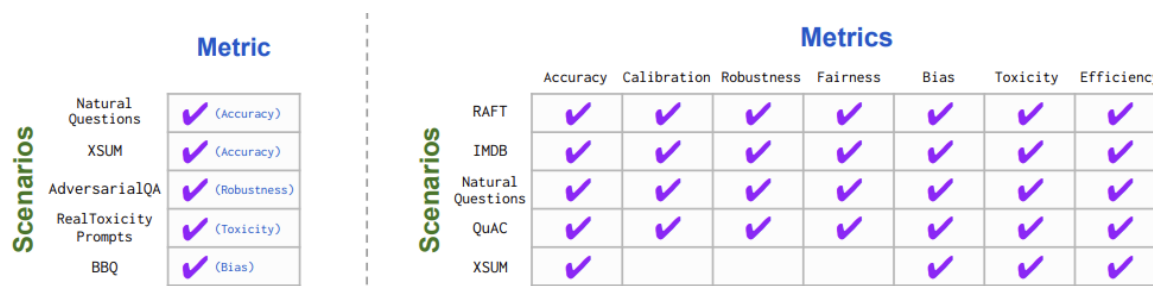 Metric
Scenarios
Natural
Questions
(Accuracy)
XSUM
(Accuracy)
AdversarialQA
(Robustness)
RealToxicity
Prompts
(Toxicity)
BBQ
(Bias)
Metrics
Accuracy Calibration Robustness Fairness Bias Toxicity Efficiency
Scenarios
RAFT
IMDB
Natural
Questions
QuAC
XSUM